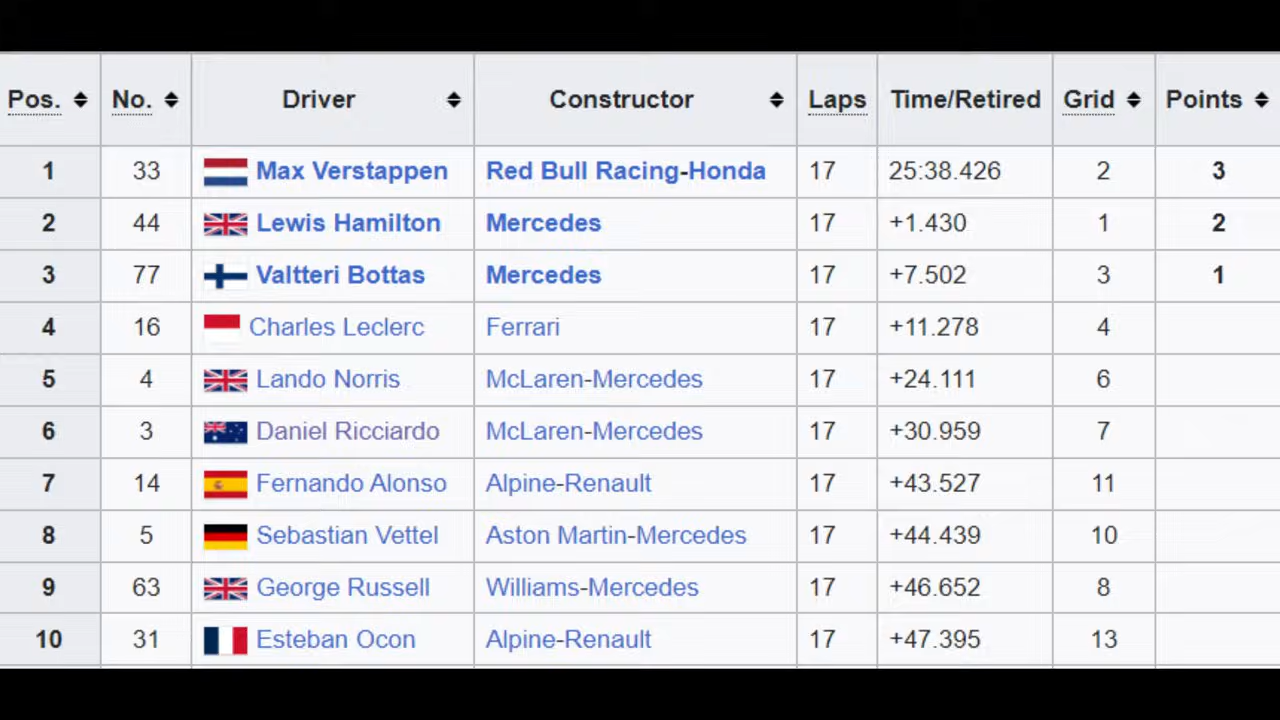 Pos. No. Driver Constructor Laps Time/Retired Grid Points
1 33 Max Verstappen Red Bull Racing-Honda 17 25:38.426 2 3
2 44 Lewis Hamilton Mercedes 17 +1.430 1 2
3 77 Valtteri Bottas Mercedes 17 +7.502 3 1
4 16 Charles Leclerc Ferrari 17 +11.278 4
5 4 Lando Norris McLaren-Mercedes 17 +24.111 6
6 3 Daniel Ricciardo McLaren-Mercedes 17 +30.959 7
7 14 Fernando Alonso Alpine-Renault 17 +43.527 11
8 5 Sebastian Vettel Aston Martin-Mercedes 17 +44.439 10
9 63 George Russell Williams-Mercedes 17 +46.652 8
10 31 Esteban Ocon Alpine-Renault 17 +47.395 13